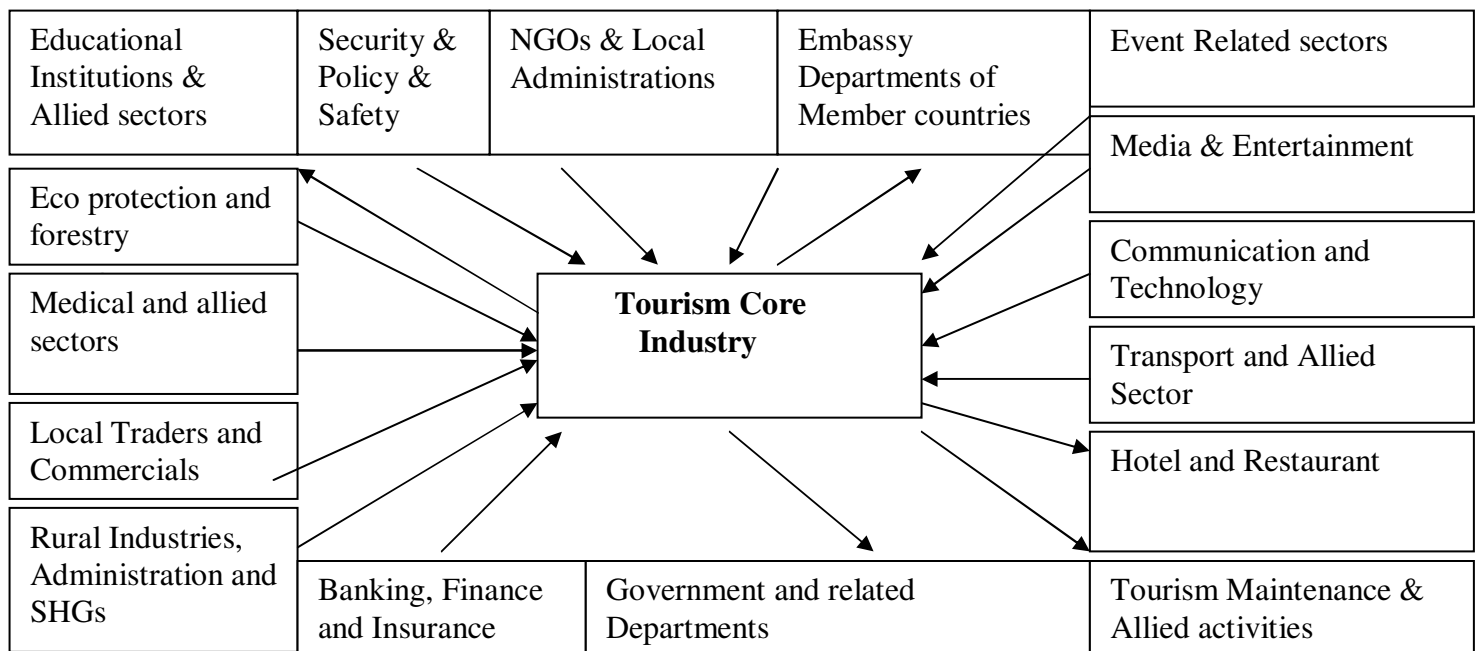 Educational
Institutions &
Allied sectors
Security &
Policy &
Safety
NGOs & Local
Administrations
Embassy
Departments of
Member countries
Event Related sectors
Media & Entertainment
Eco protection and
forestry
Communication and
Technology
Medical and allied
sectors
Tourism Core
Industry
Transport and Allied
Sector
Local Traders and
Commercials
Hotel and Restaurant
Rural Industries,
Administration and
SHGs
Banking, Finance
and Insurance
Government and related
Departments
Tourism Maintenance &
Allied activities